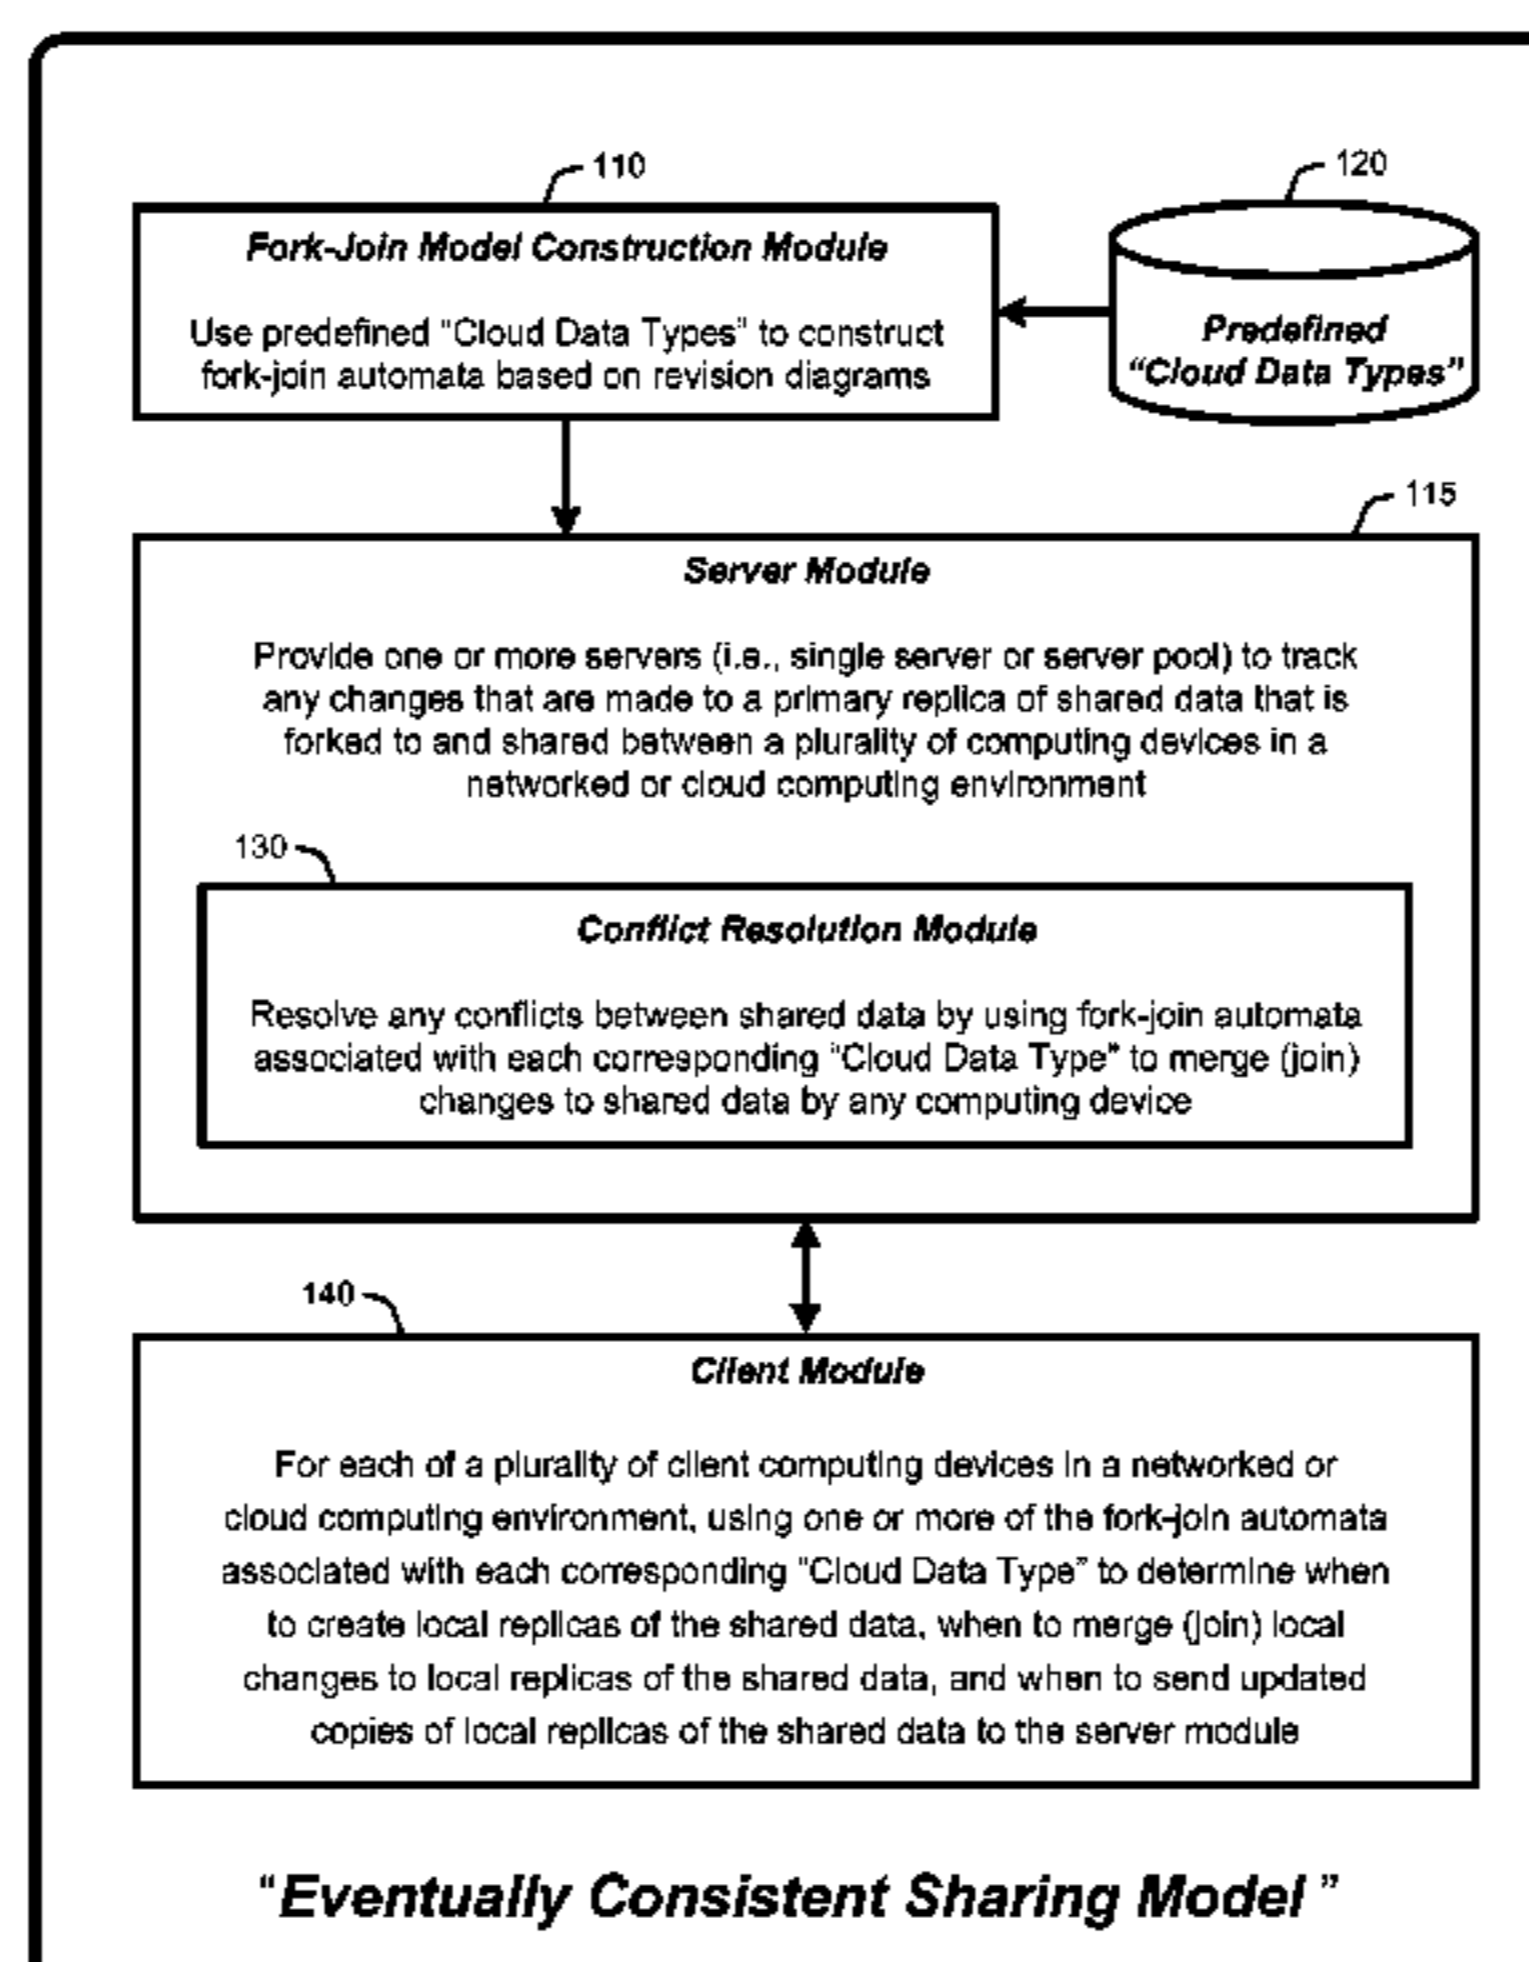 110
120
Fork-Join Model Construction Module
Use predefined "Cloud Data Types" to construct
fork-join automata based on revision diagrams
Predefined
"Cloud Data Types"
115
Server Module
Provide one or more servers (i.e., single server or server pool) to track
any changes that are made to a primary replica of shared data that is
forked to and shared between a plurality of computing devices in a
networked or cloud computing environment
130
Conflict Resolution Module
Resolve any conflicts between shared data by using fork-join automata
associated with each corresponding "Cloud Data Type" to merge (join)
changes to shared data by any computing device
140
Client Module
For each of a plurality of client computing devices in a networked or
cloud computing environment, using one or more of the fork-join automata
associated with each corresponding "Cloud Data Type" to determine when
to create local replicas of the shared data, when to merge (join) local
changes to local replicas of the shared data, and when to send updated
copies of local replicas of the shared data to the server module
"Eventually Consistent Sharing Model"